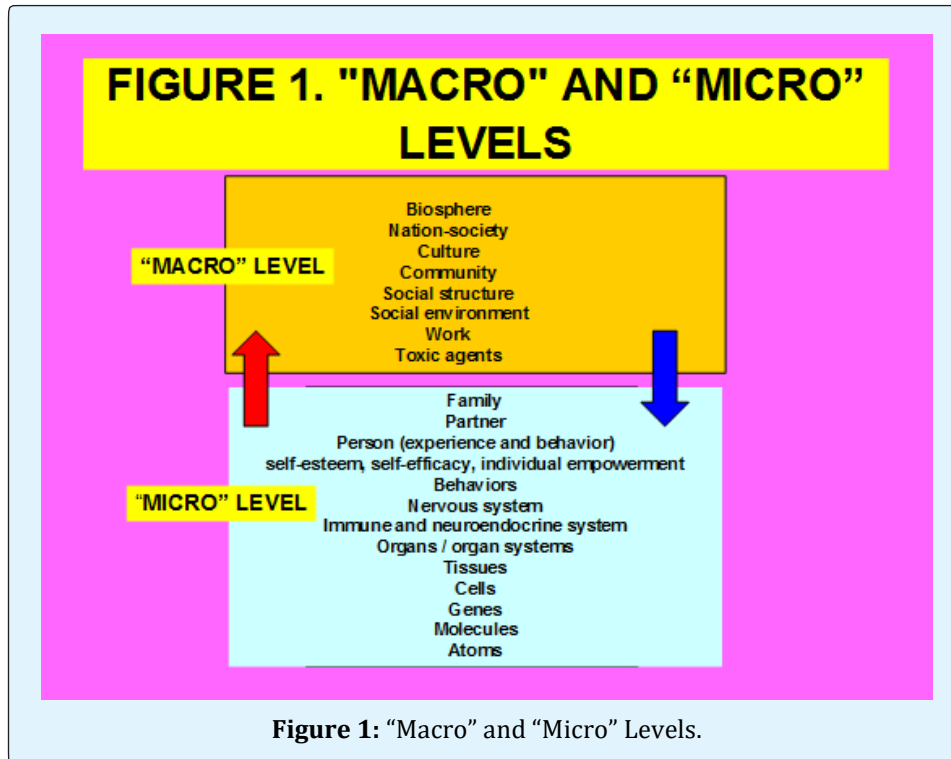 FIGURE 1. "MACRO" AND “MICRO”
LEVELS
Biosphere
Nation-society
Culture
“MACRO” LEVEL
Community
Social structure
Social environment
Work
Toxic agents
Family
Partner
Person (experience and behavior)
self-esteem, self-efficacy, individual empowerment
Behaviors
“MICRO” LEVEL
Nervous system
Immune and neuroendocrine system
Organs / organ systems
Tissues
Cells
Genes
Molecules
Atoms
Figure 1: “Macro” and “Micro” Levels.